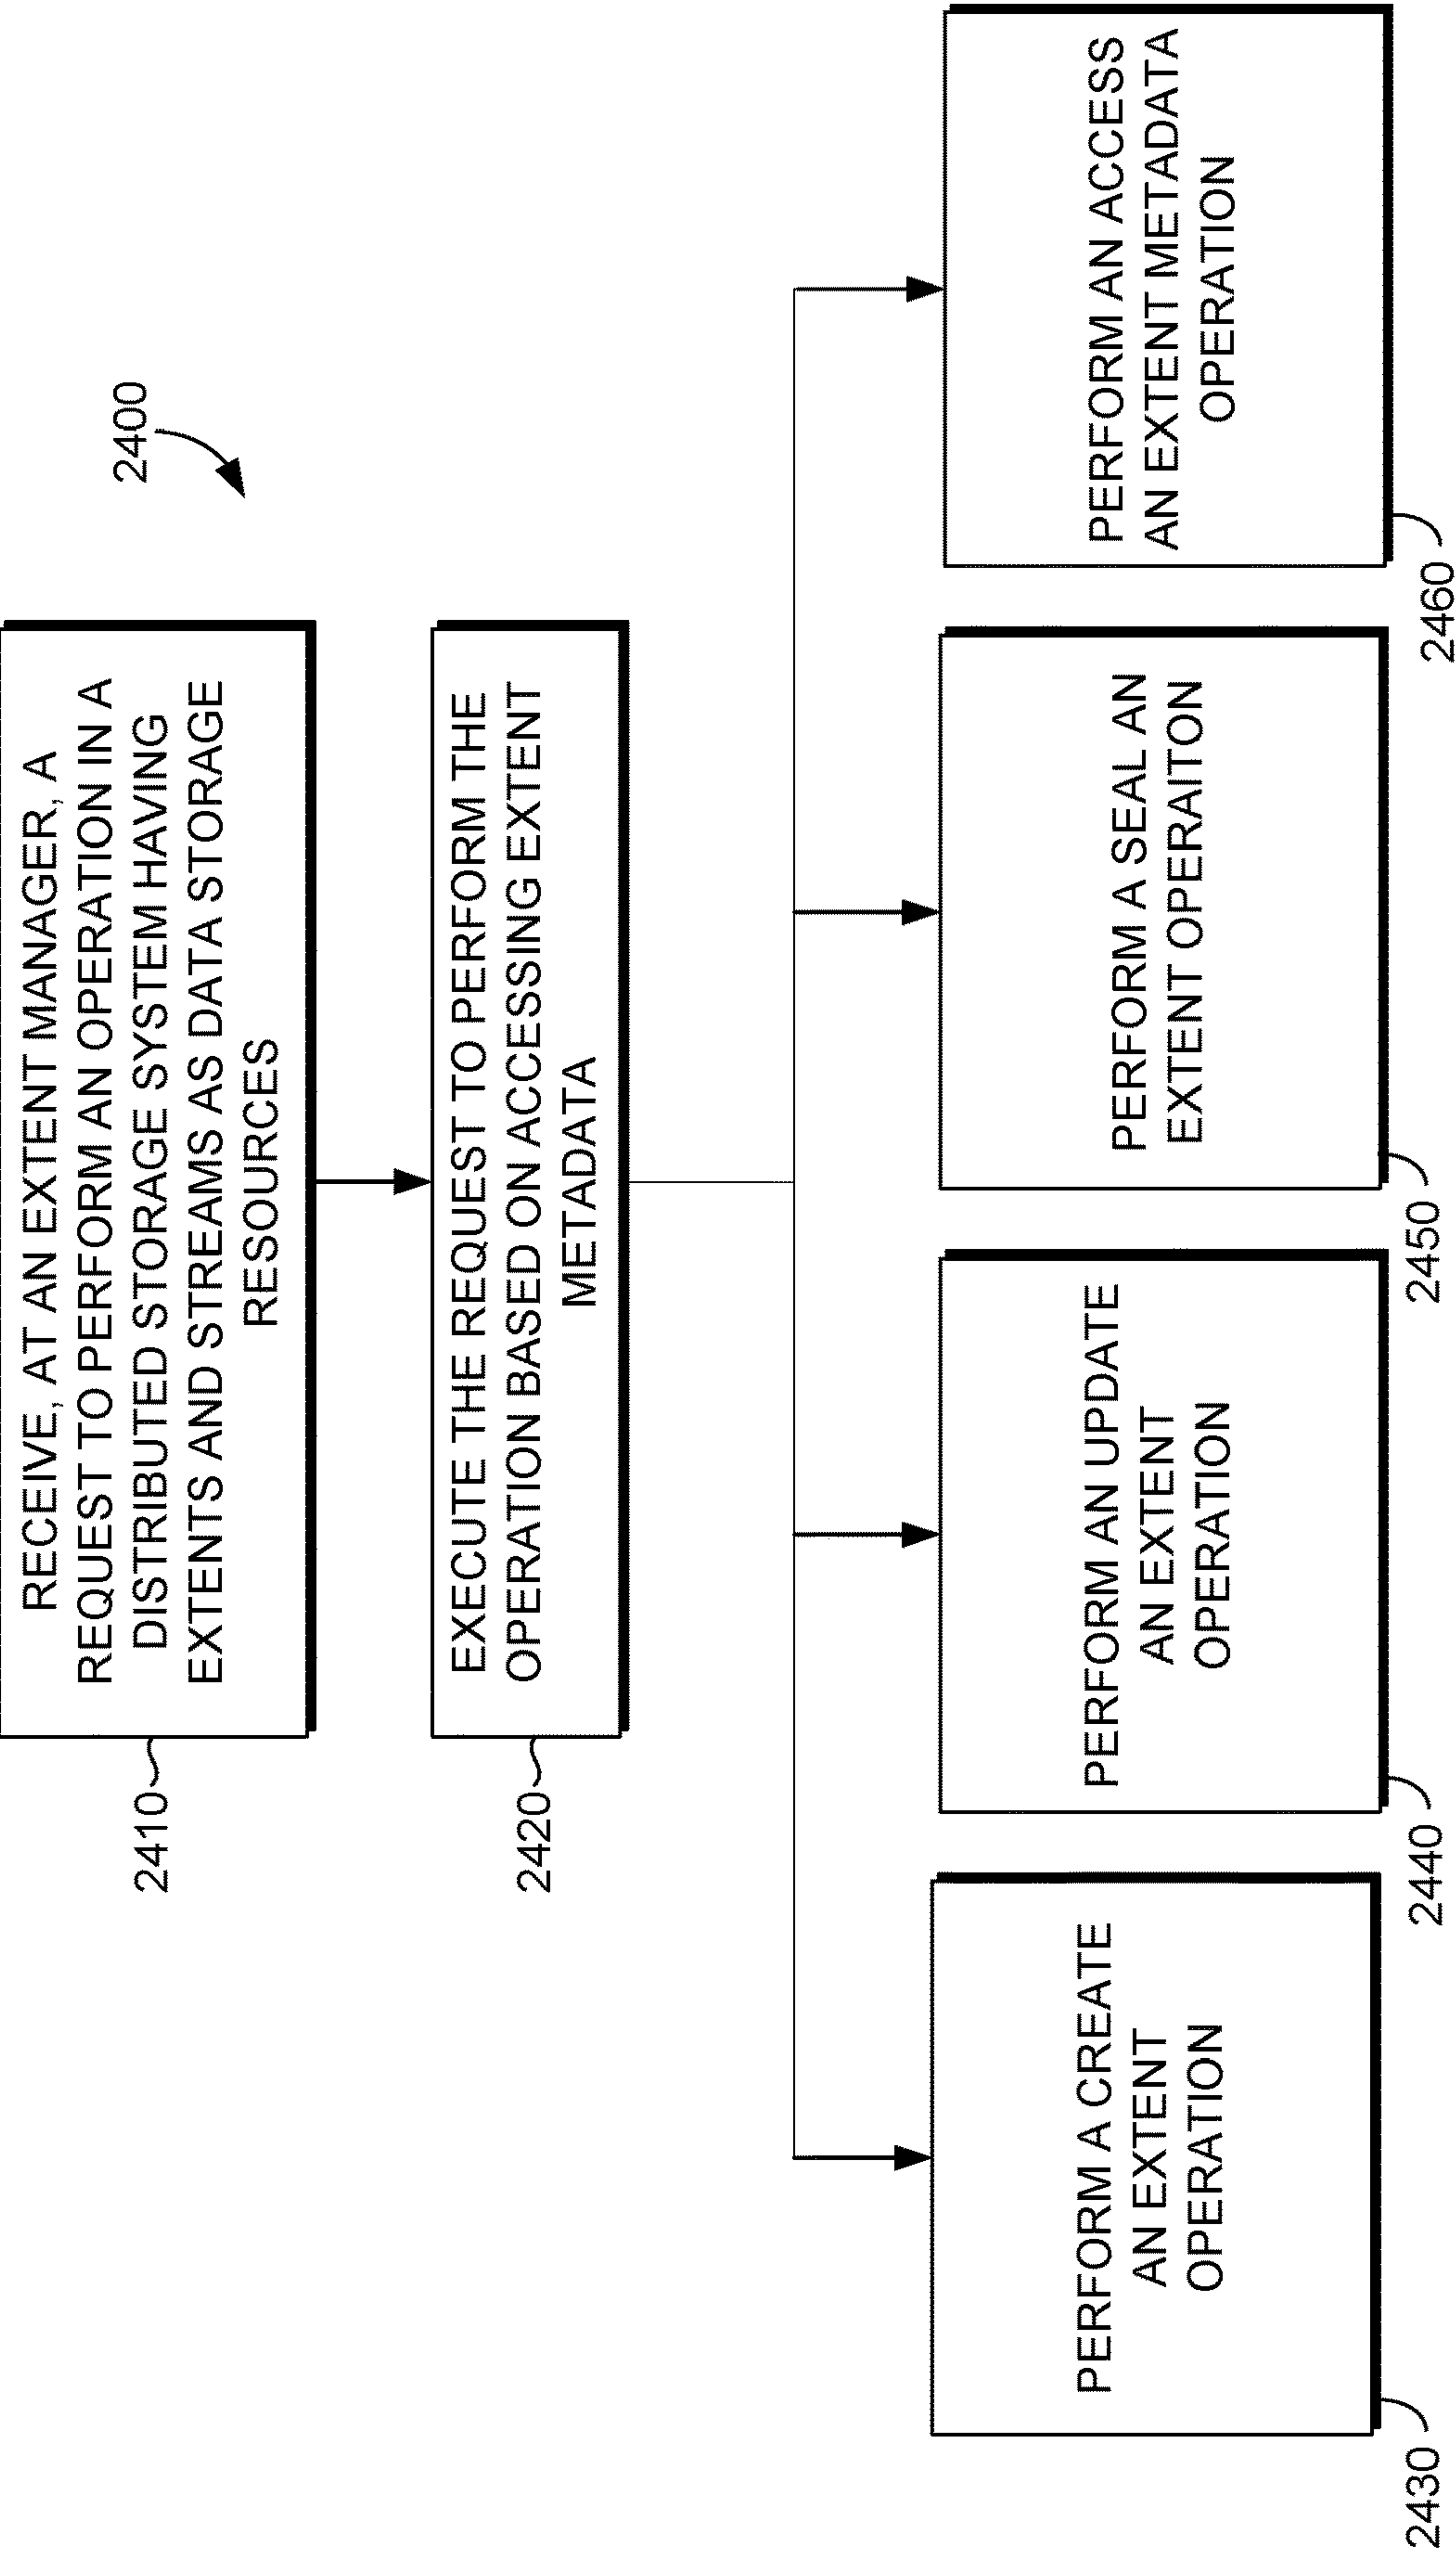 2400
RECEIVE, AT AN EXTENT MANAGER, A
REQUEST TO PERFORM AN OPERATION IN A
DISTRIBUTED STORAGE SYSTEM HAVING
EXTENTS AND STREAMS AS DATA STORAGE
RESOURCES
2410
EXECUTE THE REQUEST TO PERFORM THE
OPERATION BASED ON ACCESSING EXTENT
METADATA
2420
PERFORM A CREATE
AN EXTENT
OPERATION
2430
PERFORM AN UPDATE
AN EXTENT
OPERATION
2440
PERFORM A SEAL AN
EXTENT OPERAITON
2450
PERFORM AN ACCESS
AN EXTENT METADATA
OPERATION
2460